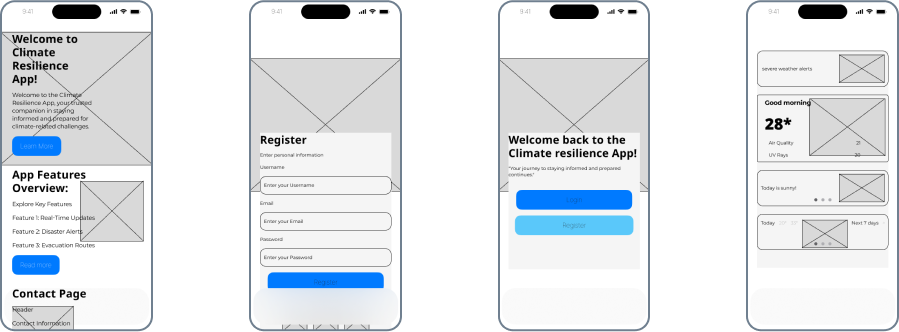 9:41
Welcome to
Climate
Resilience
App!
Welcome to the Climate
Resilience App, your trusted
companion in staying
informed and prepared for
climate-related challenges.
Learn More
App Features
Overview:
Explore Key Features
Feature 1: Real-Time Updates
Feature 2: Disaster Alerts
Feature 3: Evacuation Routes
Read more
Contact Page
Header
Contact Information
9:41
Register
Enter personal information
Username
Enter your Username
Email
Enter your Email
Password
Enter your Password
Register
9:41
Welcome back to the
Climate resilience App!
"Your journey to staying informed and prepared
continues."
Login
Register
9:41
severe weather alerts
Good morning
28*
Air Quality 21
UV Rays 20
Today is sunny!
Today Next 7 days